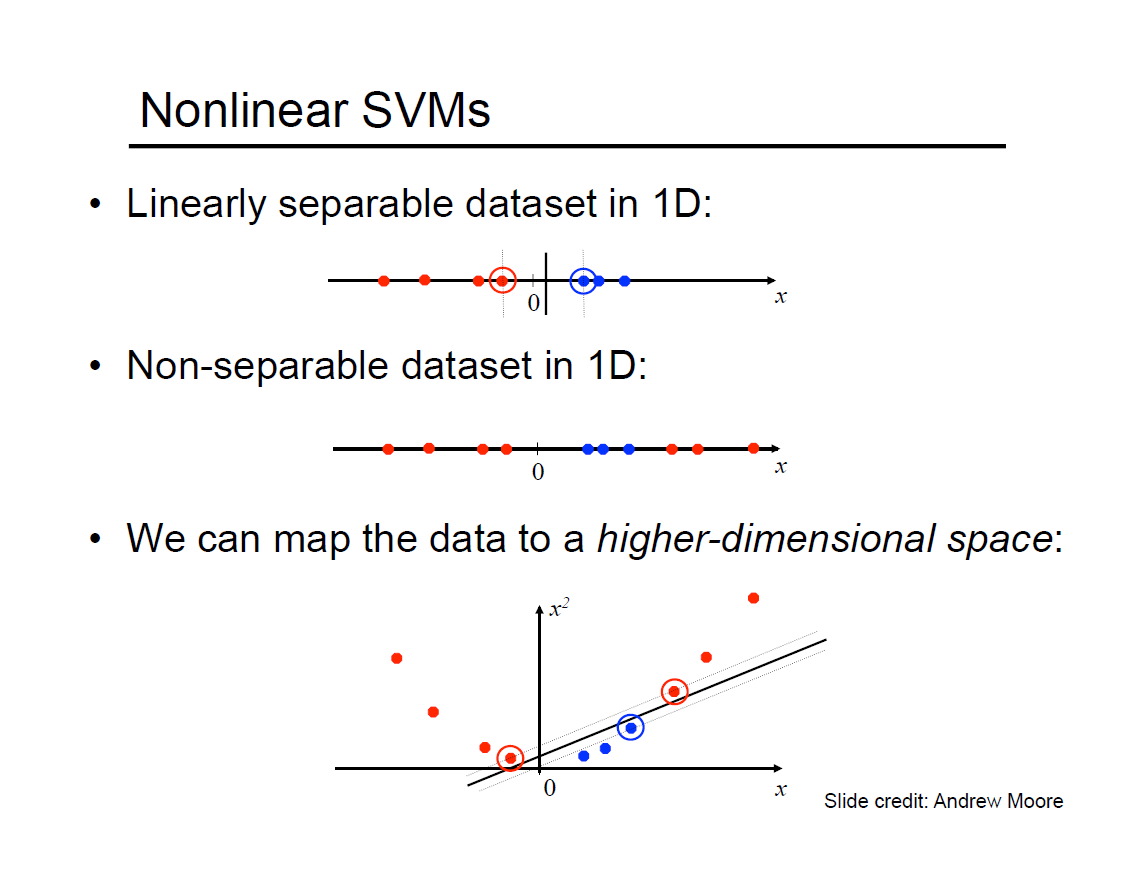 Nonlinear SVMs
• Linearly separable dataset in 1D:
0
x
• Non-separable dataset in 1D:
0
x
• We can map the data to a higher-dimensional space:
x²
0
x
Slide credit: Andrew Moore